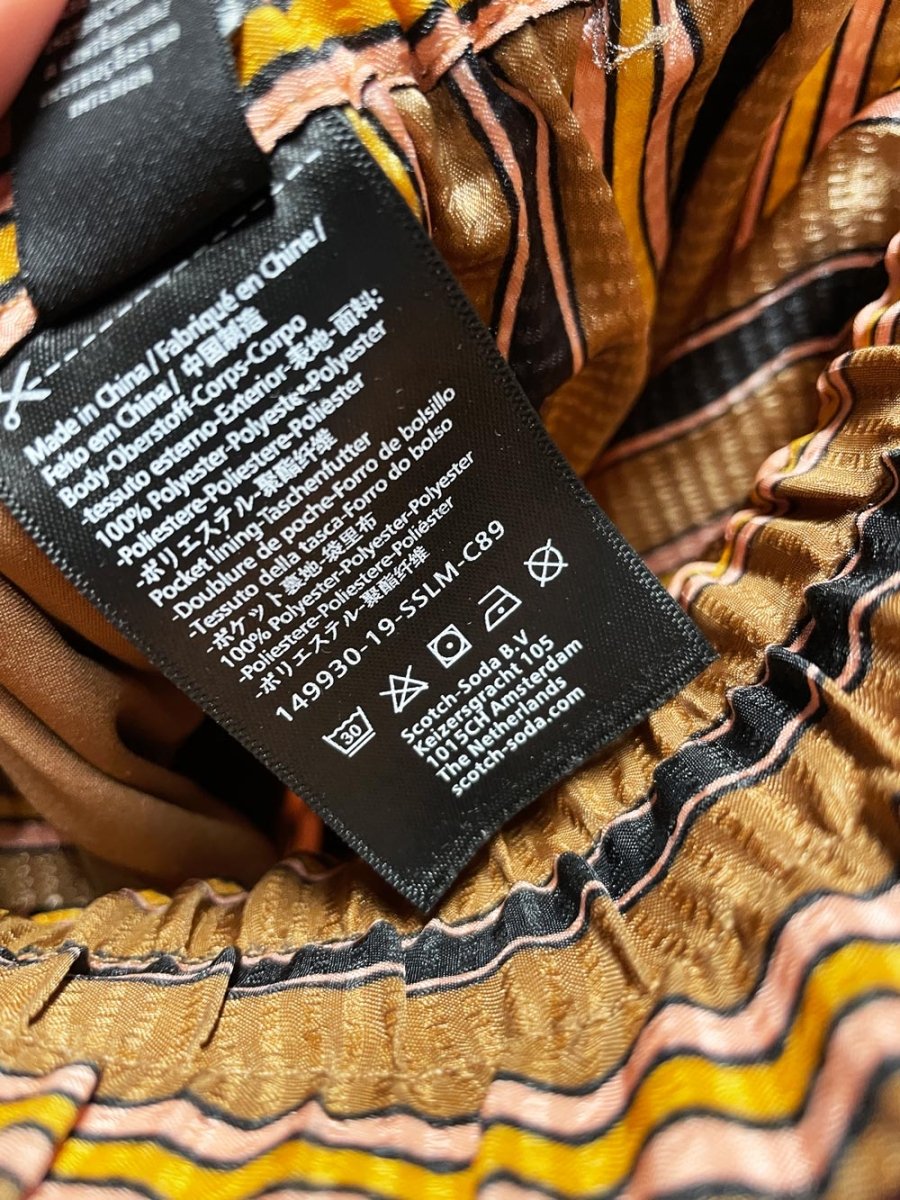 Made in China/Fabriqué en Chine/
Feito em China/ 中国制造
Body-Oberstoff-Corps-Corpo
-tessuto esterno-Exterior-表地-面料:
100% Polyester-Polyester-Polyester
-Poliestere-Poliestere-Poliéster
-ポリエステル-聚酯纤维
Pocket lining-Taschenfutter
-Doublure de poche-Forro de bolsillo
-Tessuto della tasca-Forro do bolso
-ポケット裏地-袋里布
100% Polyester-Polyester-Polyester
-Poliestere-Poliestere-Poliéster
-ポリエステル-聚酯纤维
149930-19-SSLM-C89
30
Scotch-Soda B.V
Keizersgracht 105
1015CH Amsterdam
The Netherlands
scotch-soda.com